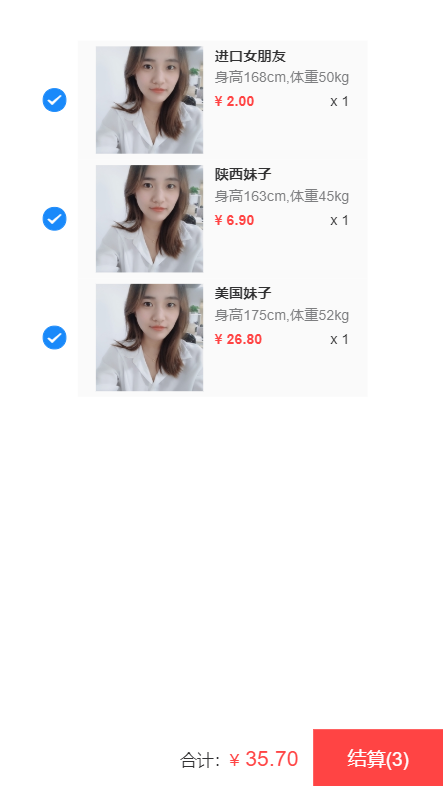 进口女朋友
身高168cm,体重50kg
¥ 2.00 x 1
陕西妹子
身高163cm,体重45kg
¥ 6.90 x 1
美国妹子
身高175cm,体重52kg
¥ 26.80 x 1
合计：¥ 35.70 结算(3)